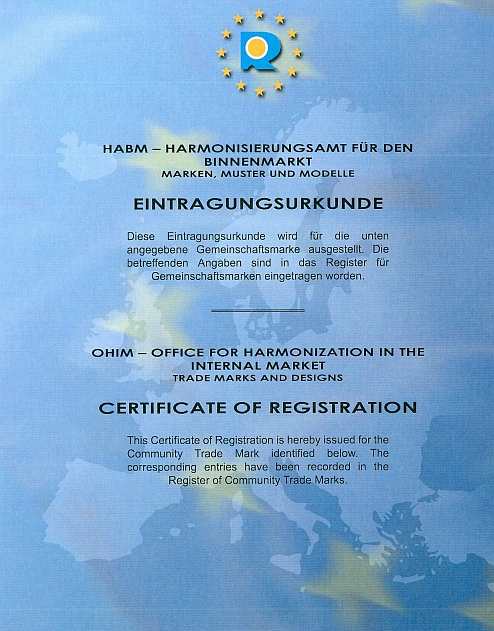 HABM – HARMONISIERUNGSAMT FÜR DEN
BINNENMARKT
MARKEN, MUSTER UND MODELLE
EINTRAGUNGSURKUNDE
Diese Eintragungsurkunde wird für die unten
angegebene Gemeinschaftsmarke ausgestellt. Die
betreffenden Angaben sind in das Register für
Gemeinschaftsmarken eingetragen worden.
OHIM – OFFICE FOR HARMONIZATION IN THE
INTERNAL MARKET
TRADE MARKS AND DESIGNS
CERTIFICATE OF REGISTRATION
This Certificate of Registration is hereby issued for the
Community Trade Mark identified below. The
corresponding entries have been recorded in the
Register of Community Trade Marks.